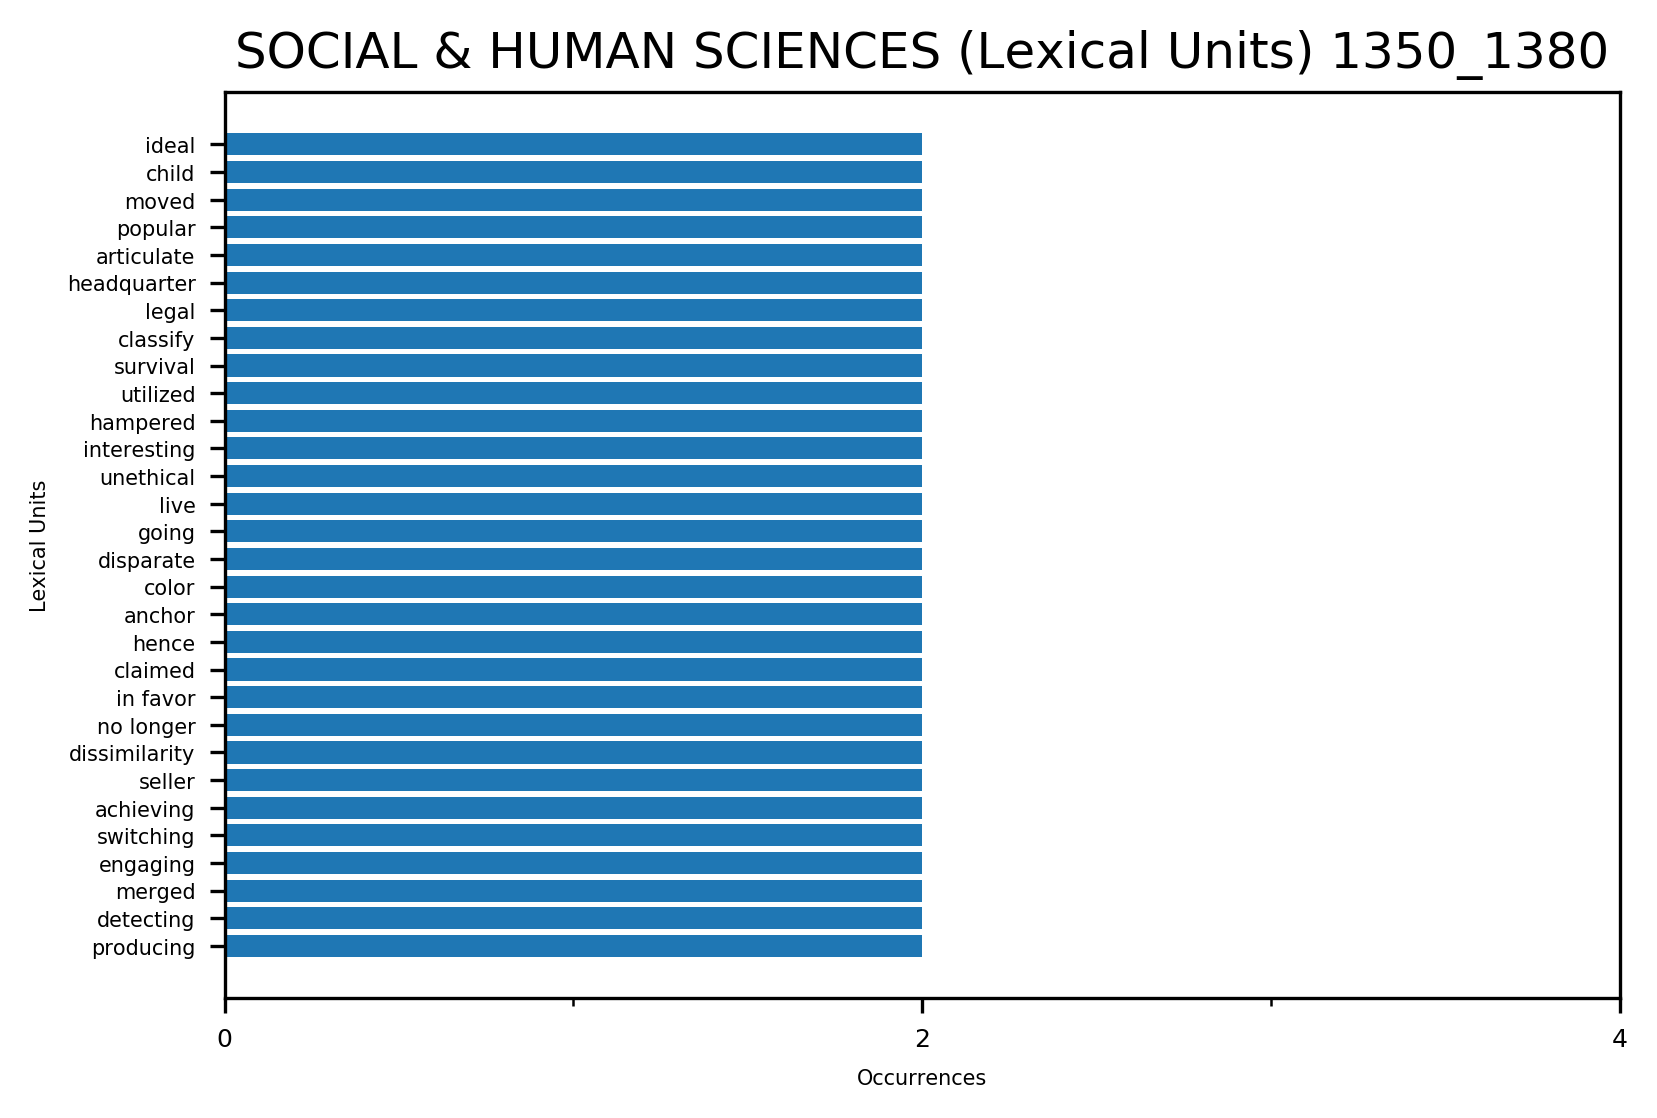 SOCIAL & HUMAN SCIENCES (Lexical Units) 1350_1380
ideal
child
moved
popular
articulate
headquarter
legal
classify
survival
utilized
hampered
interesting
unethical
live
going
disparate
color
anchor
hence
claimed
in favor
no longer
dissimilarity
seller
achieving
switching
engaging
merged
detecting
producing
Lexical Units
0 2 4
Occurrences